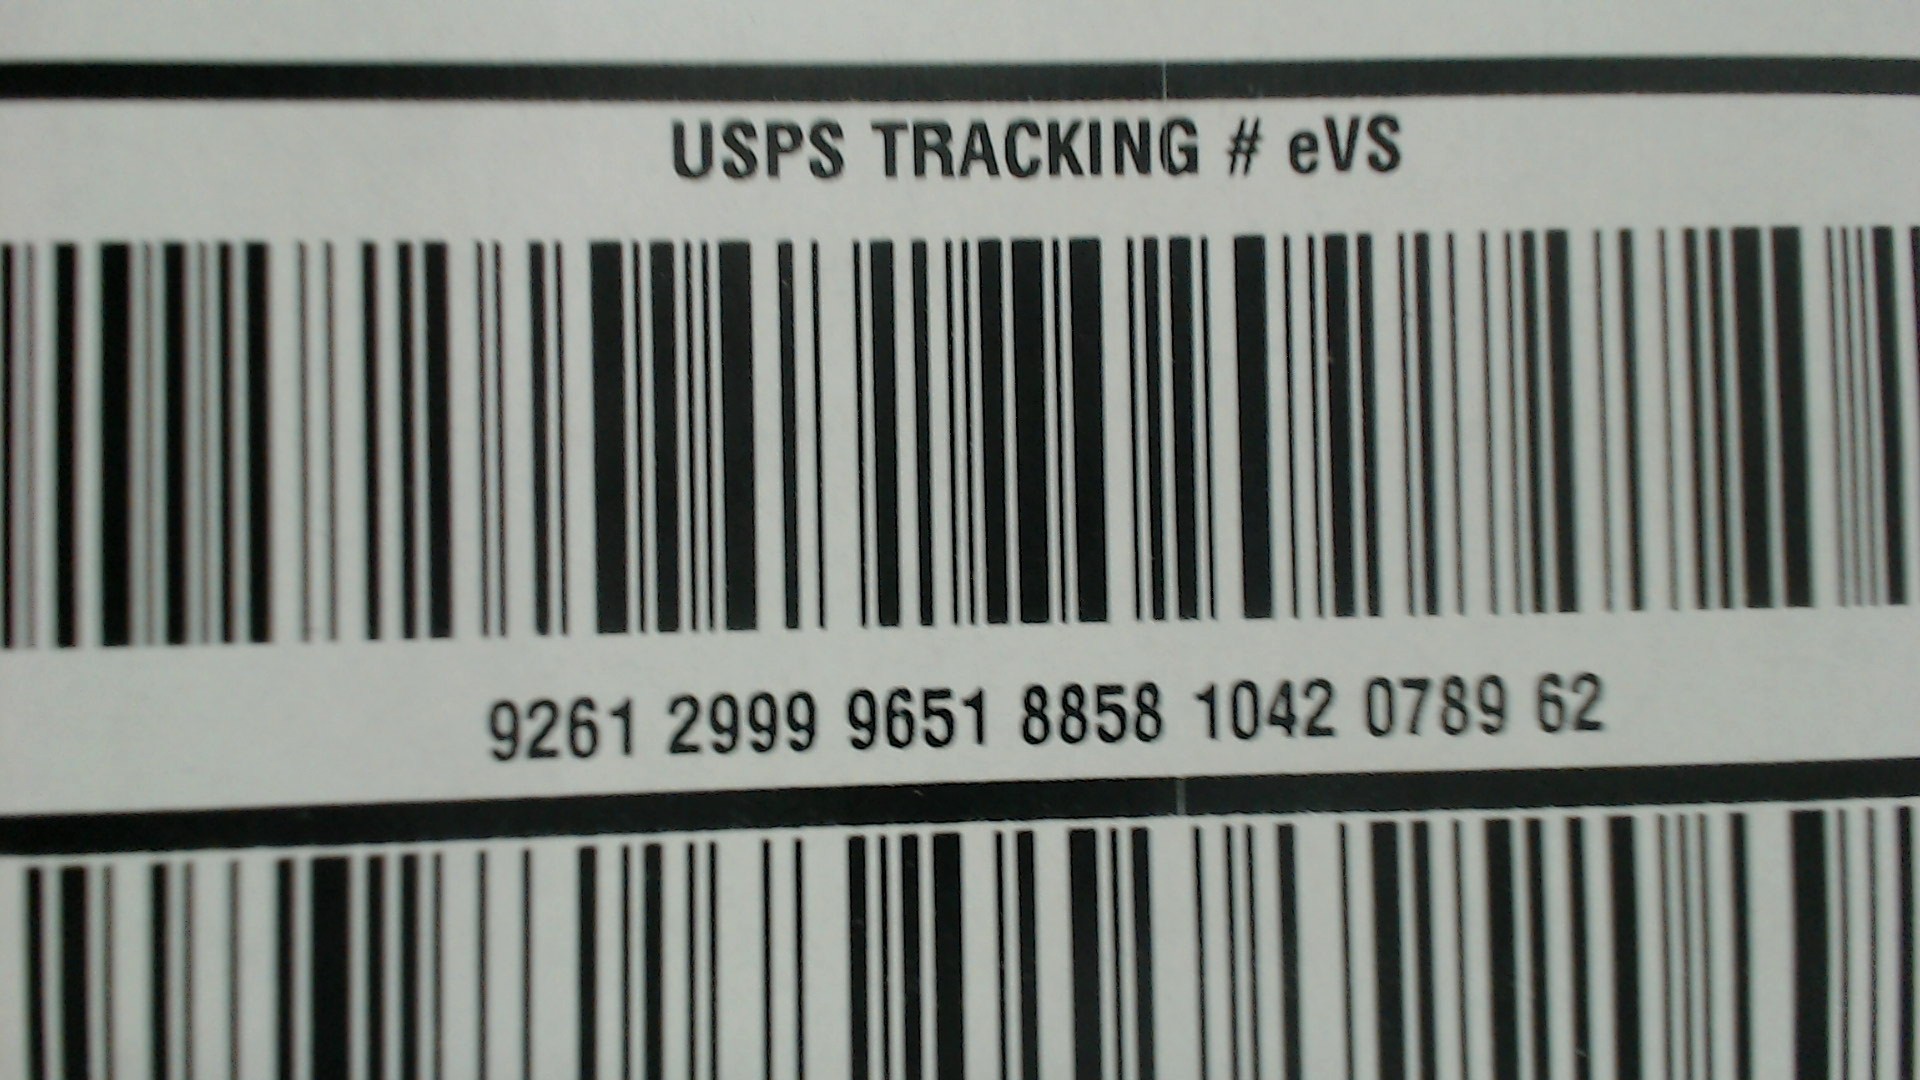 USPS TRACKING # eVS
9261 2999 9651 8858 1042 0789 62